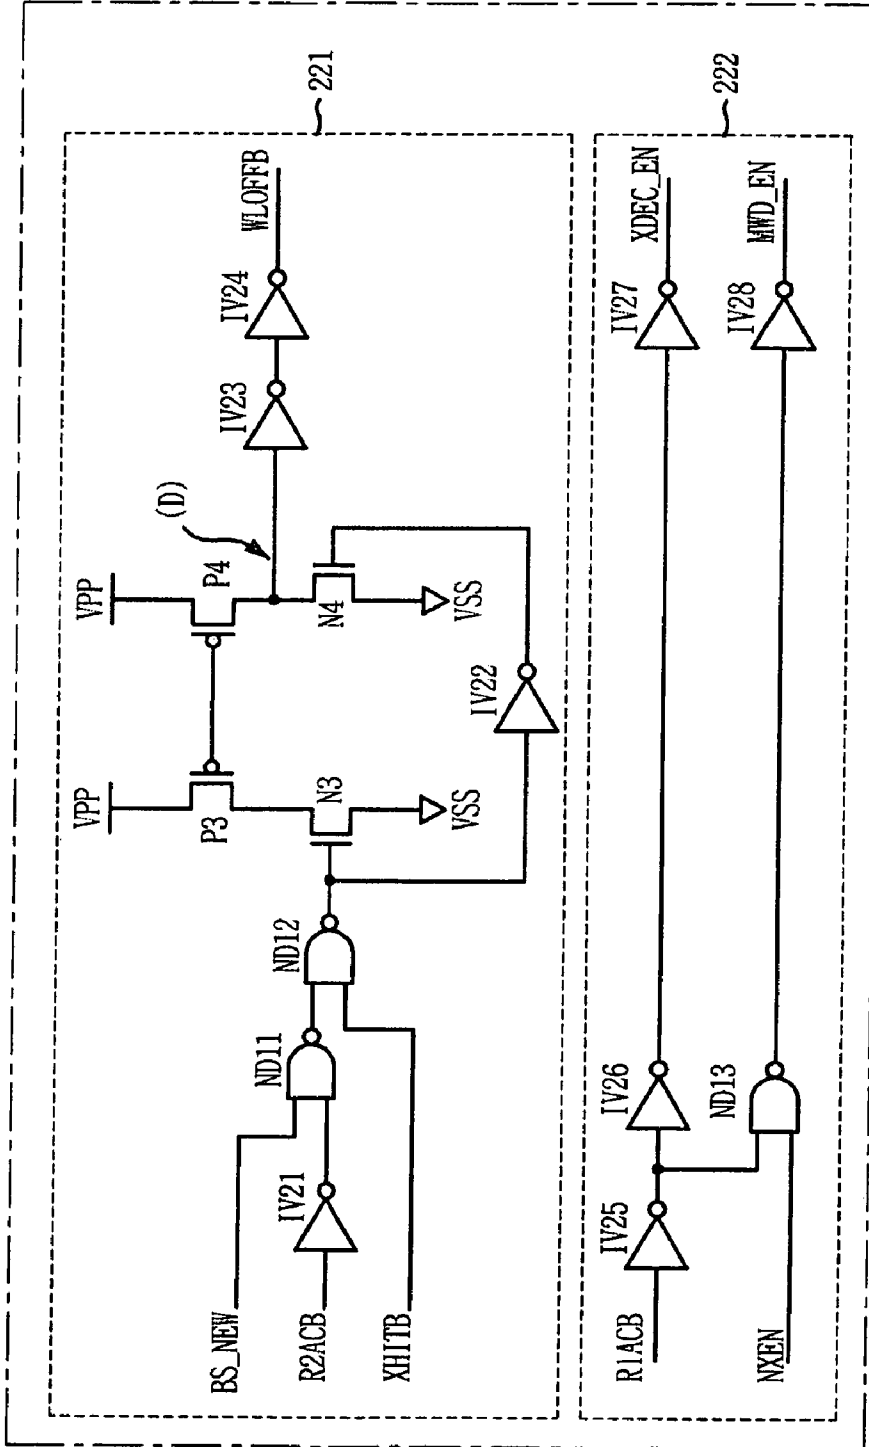 221
VPP
VPP
(D)
P3
P4
IV23
IV24
WLOFFB
BS_NEW
ND11
ND12
N3
N4
R2ACB
IV21
VSS
VSS
XHITB
IV22
222
R1ACB
IV25
IV26
IV27
XDEC_EN
NXEN
ND13
IV28
MWD_EN